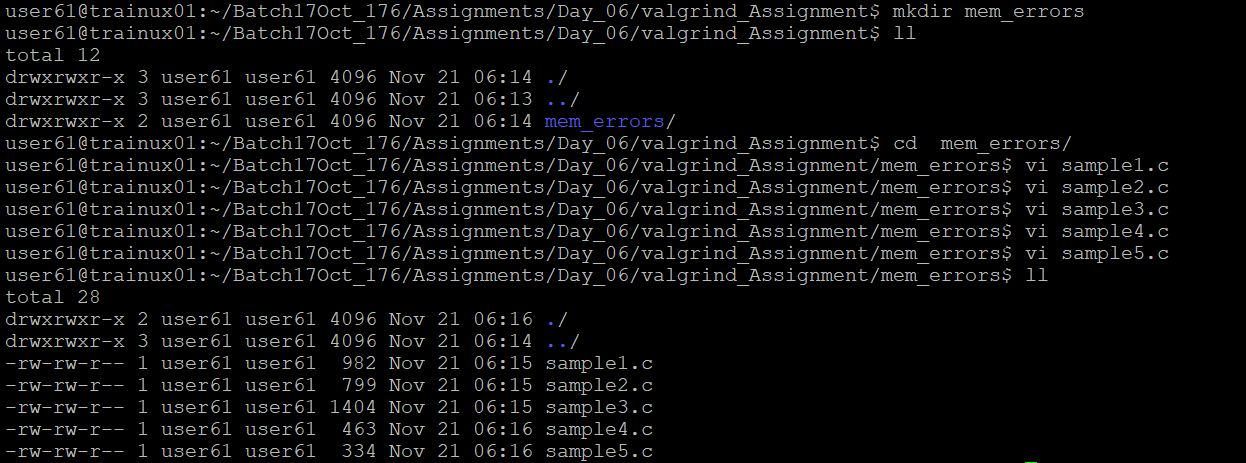 user61@trainux01:~/Batch17Oct_176/Assignments/Day_06/valgrind_Assignment$ mkdir mem_errors
user61@trainux01:~/Batch17Oct_176/Assignments/Day_06/valgrind_Assignment$ ll
total 12
drwxrwxr-x 3 user61 user61 4096 Nov 21 06:14 ./
drwxrwxr-x 3 user61 user61 4096 Nov 21 06:13 ../
drwxrwxr-x 2 user61 user61 4096 Nov 21 06:14 mem_errors/
user61@trainux01:~/Batch17Oct_176/Assignments/Day_06/valgrind_Assignment$ cd  mem_errors/
user61@trainux01:~/Batch17Oct_176/Assignments/Day_06/valgrind_Assignment/mem_errors$ vi sample1.c
user61@trainux01:~/Batch17Oct_176/Assignments/Day_06/valgrind_Assignment/mem_errors$ vi sample2.c
user61@trainux01:~/Batch17Oct_176/Assignments/Day_06/valgrind_Assignment/mem_errors$ vi sample3.c
user61@trainux01:~/Batch17Oct_176/Assignments/Day_06/valgrind_Assignment/mem_errors$ vi sample4.c
user61@trainux01:~/Batch17Oct_176/Assignments/Day_06/valgrind_Assignment/mem_errors$ vi sample5.c
user61@trainux01:~/Batch17Oct_176/Assignments/Day_06/valgrind_Assignment/mem_errors$ ll
total 28
drwxrwxr-x 2 user61 user61 4096 Nov 21 06:16 ./
drwxrwxr-x 3 user61 user61 4096 Nov 21 06:14 ../
-rw-rw-r-- 1 user61 user61  982 Nov 21 06:15 sample1.c
-rw-rw-r-- 1 user61 user61  799 Nov 21 06:15 sample2.c
-rw-rw-r-- 1 user61 user61 1404 Nov 21 06:15 sample3.c
-rw-rw-r-- 1 user61 user61  463 Nov 21 06:16 sample4.c
-rw-rw-r-- 1 user61 user61  334 Nov 21 06:16 sample5.c